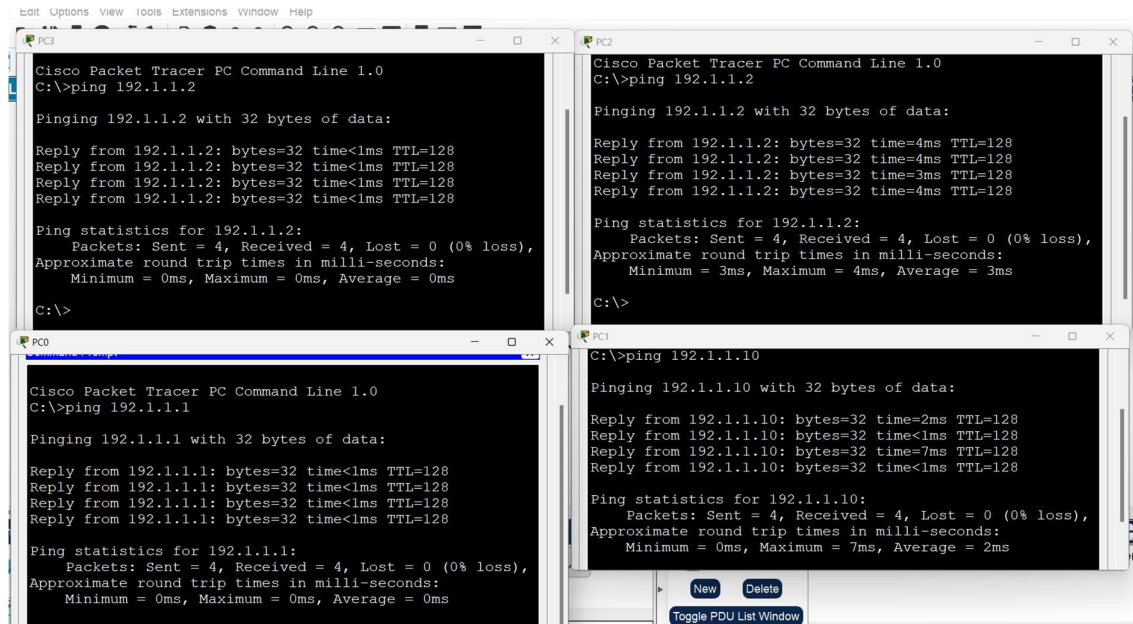 Edit Options View Tools Extensions Window Help
PC3
Cisco Packet Tracer PC Command Line 1.0
C:\>ping 192.1.1.2
Pinging 192.1.1.2 with 32 bytes of data:
Reply from 192.1.1.2: bytes=32 time<1ms TTL=128
Reply from 192.1.1.2: bytes=32 time<1ms TTL=128
Reply from 192.1.1.2: bytes=32 time<1ms TTL=128
Reply from 192.1.1.2: bytes=32 time<1ms TTL=128
Ping statistics for 192.1.1.2:
Packets: Sent = 4, Received = 4, Lost = 0 (0% loss),
Approximate round trip times in milli-seconds:
Minimum = 0ms, Maximum = 0ms, Average = 0ms
C:\>
PC2
Cisco Packet Tracer PC Command Line 1.0
C:\>ping 192.1.1.2
Pinging 192.1.1.2 with 32 bytes of data:
Reply from 192.1.1.2: bytes=32 time=4ms TTL=128
Reply from 192.1.1.2: bytes=32 time=4ms TTL=128
Reply from 192.1.1.2: bytes=32 time=3ms TTL=128
Reply from 192.1.1.2: bytes=32 time=4ms TTL=128
Ping statistics for 192.1.1.2:
Packets: Sent = 4, Received = 4, Lost = 0 (0% loss),
Approximate round trip times in milli-seconds:
Minimum = 3ms, Maximum = 4ms, Average = 3ms
C:\>
PC0
Cisco Packet Tracer PC Command Line 1.0
C:\>ping 192.1.1.1
Pinging 192.1.1.1 with 32 bytes of data:
Reply from 192.1.1.1: bytes=32 time<1ms TTL=128
Reply from 192.1.1.1: bytes=32 time<1ms TTL=128
Reply from 192.1.1.1: bytes=32 time<1ms TTL=128
Reply from 192.1.1.1: bytes=32 time<1ms TTL=128
Ping statistics for 192.1.1.1:
Packets: Sent = 4, Received = 4, Lost = 0 (0% loss),
Approximate round trip times in milli-seconds:
Minimum = 0ms, Maximum = 0ms, Average = 0ms
PC1
C:\>ping 192.1.1.10
Pinging 192.1.1.10 with 32 bytes of data:
Reply from 192.1.1.10: bytes=32 time=2ms TTL=128
Reply from 192.1.1.10: bytes=32 time<1ms TTL=128
Reply from 192.1.1.10: bytes=32 time=7ms TTL=128
Reply from 192.1.1.10: bytes=32 time<1ms TTL=128
Ping statistics for 192.1.1.10:
Packets: Sent = 4, Received = 4, Lost = 0 (0% loss),
Approximate round trip times in milli-seconds:
Minimum = 0ms, Maximum = 7ms, Average = 2ms
New Delete
Toggle PDU List Window